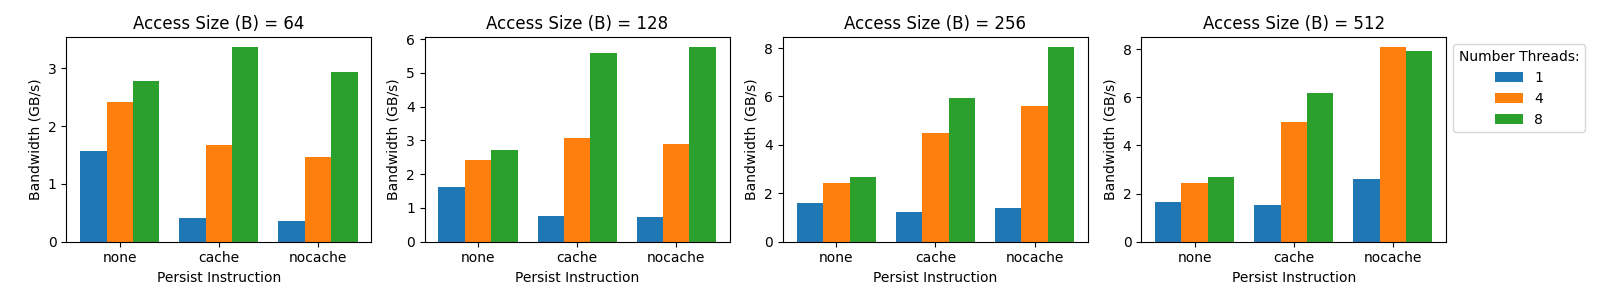 Access Size (B) = 64
Bandwidth (GB/s)
3
2
1
0
none cache nocache
Persist Instruction
Access Size (B) = 128
Bandwidth (GB/s)
6
5
4
3
2
1
0
none cache nocache
Persist Instruction
Access Size (B) = 256
Bandwidth (GB/s)
8
6
4
2
0
none cache nocache
Persist Instruction
Access Size (B) = 512
Bandwidth (GB/s)
8
6
4
2
0
none cache nocache
Persist Instruction
Number Threads:
1
4
8